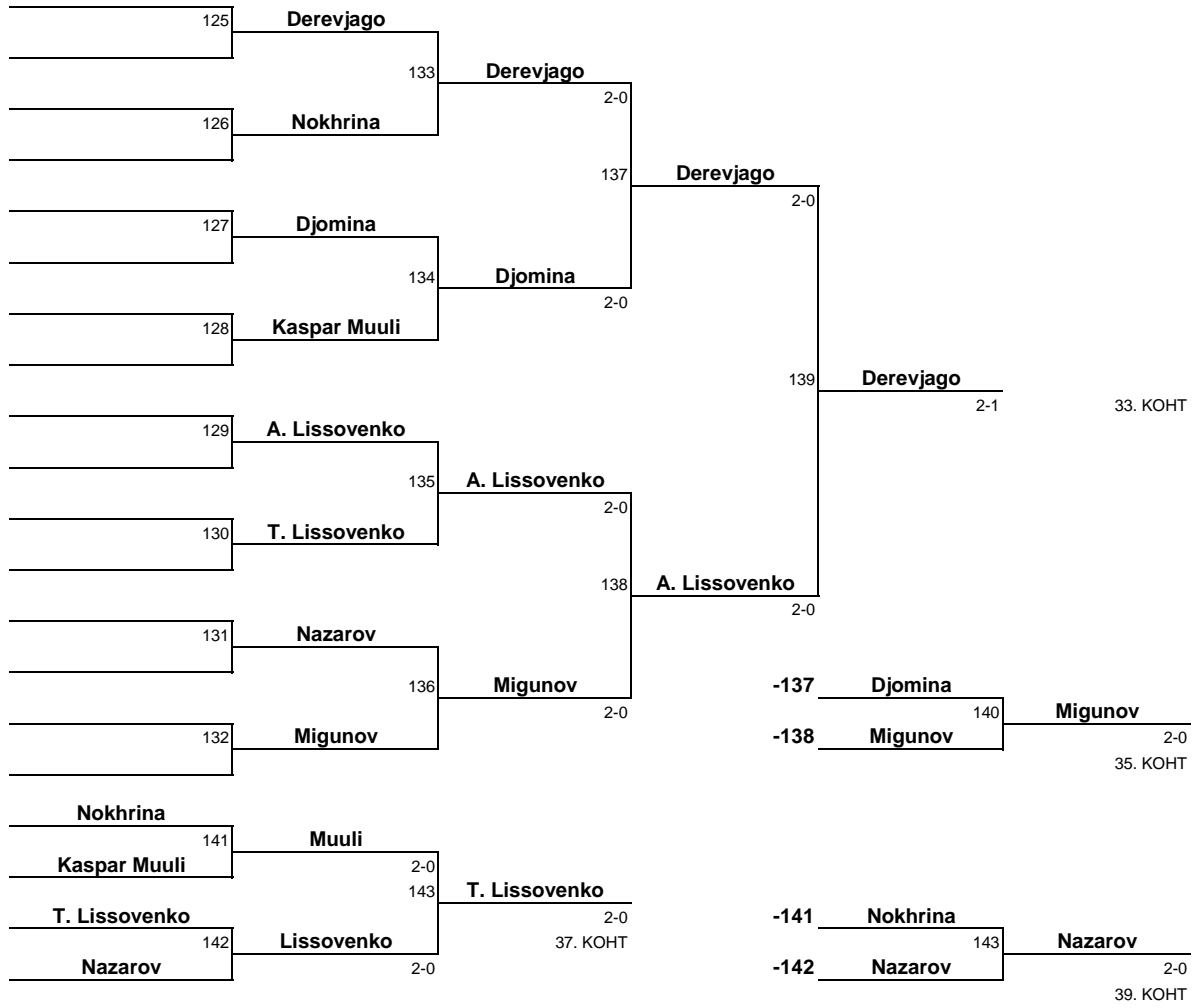 125 Derevjago
133 Derevjago
2-0
126 Nokhrina
137 Derevjago
2-0
127 Djomina
134 Djomina
2-0
128 Kaspar Muuli
139 Derevjago
2-1 33. KOHT
129 A. Lissovenko
135 A. Lissovenko
2-0
130 T. Lissovenko
138 A. Lissovenko
2-0
131 Nazarov
136 Migunov
2-0
132 Migunov
-137 Djomina
140 Migunov
-138 Migunov
2-0
35. KOHT
Nokhrina
141 Muuli
Kaspar Muuli
2-0
143 T. Lissovenko
T. Lissovenko
2-0
142 Lissovenko
37. KOHT
Nazarov
2-0
-141 Nokhrina
143 Nazarov
-142 Nazarov
2-0
39. KOHT